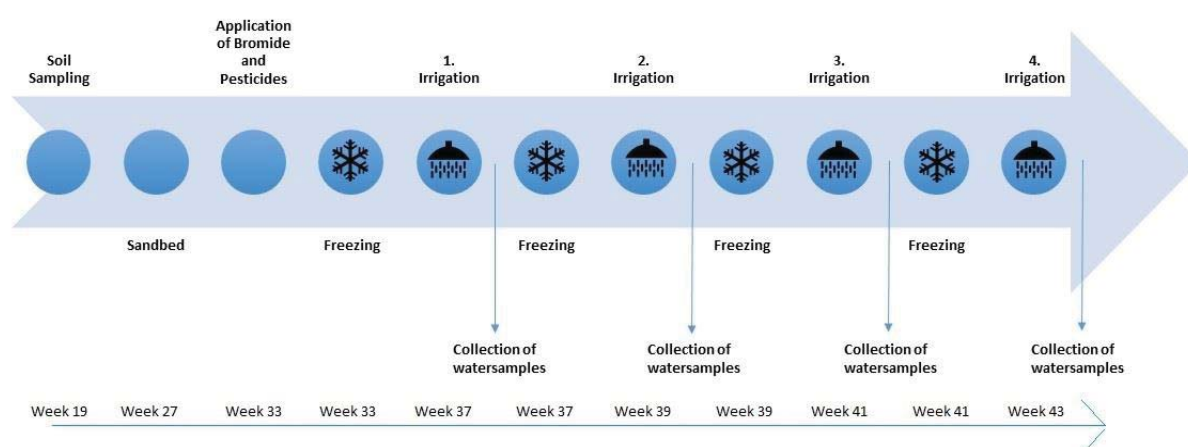 Soil
Sampling
Application
of Bromide
and
Pesticides
1.
Irrigation
2.
Irrigation
3.
Irrigation
4.
Irrigation
Sandbed
Freezing
Freezing
Freezing
Freezing
Collection of
watersamples
Collection of
watersamples
Collection of
watersamples
Collection of
watersamples
Week 19
Week 27
Week 33
Week 33
Week 37
Week 37
Week 39
Week 39
Week 41
Week 41
Week 43